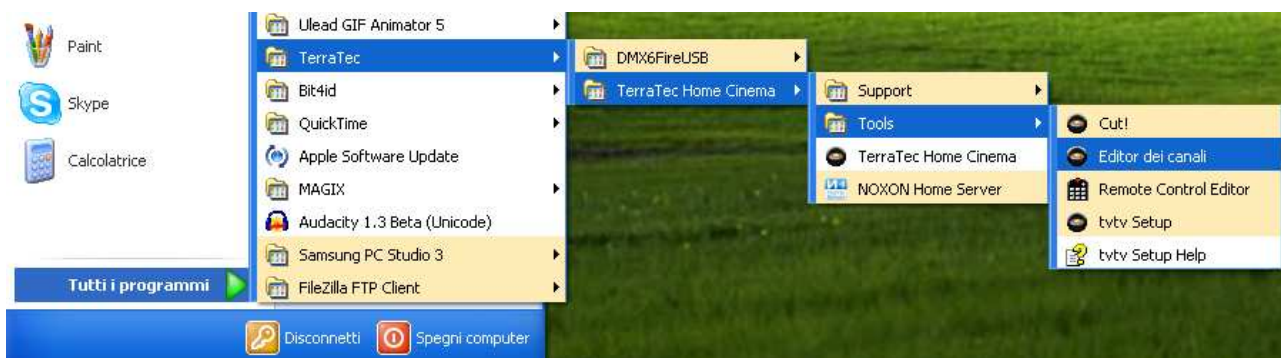 Paint
Skype
Calcolatrice
Tutti i programmi
Disconnetti
Spegni computer
Ulead GIF Animator 5
TerraTec
Bit4id
QuickTime
Apple Software Update
MAGIX
Audacity 1.3 Beta (Unicode)
Samsung PC Studio 3
FileZilla FTP Client
DMX6FireUSB
TerraTec Home Cinema
Support
Tools
TerraTec Home Cinema
NOXON Home Server
Cut!
Editor dei canali
Remote Control Editor
tvtv Setup
tvtv Setup Help